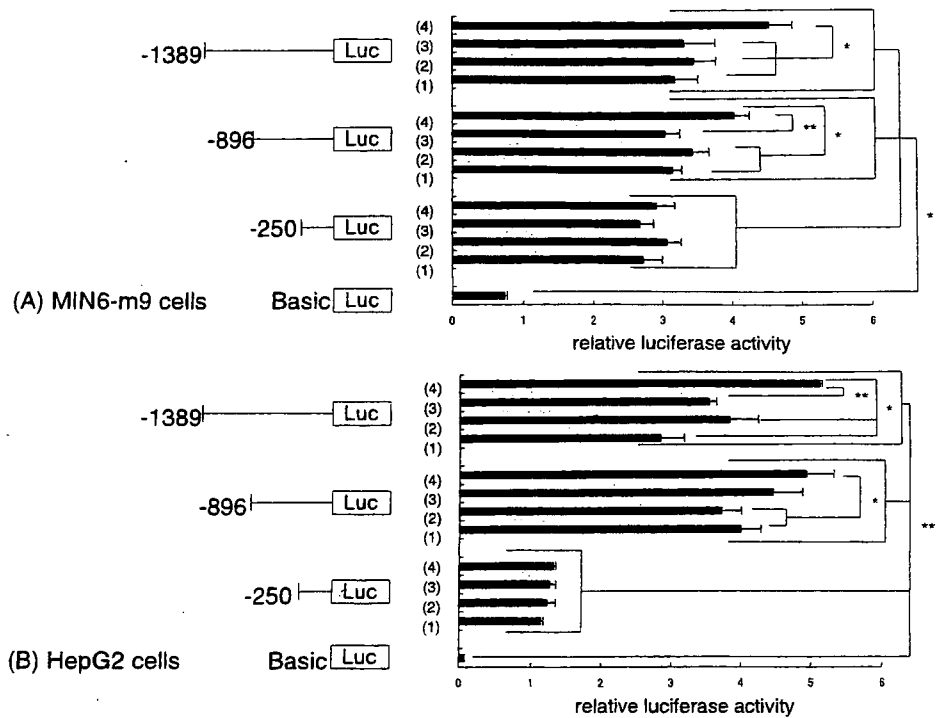 -1389 Luc
(4)
(3)
(2)
(1)
*
-896 Luc
(4)
(3)
(2)
(1)
** *
-250 Luc
(4)
(3)
(2)
(1)
*
(A) MIN6-m9 cells Basic Luc
0 1 2 3 4 5 6
relative luciferase activity
-1389 Luc
(4)
(3)
(2)
(1)
** *
-896 Luc
(4)
(3)
(2)
(1)
*
**
-250 Luc
(4)
(3)
(2)
(1)
(B) HepG2 cells Basic Luc
0 1 2 3 4 5 6
relative luciferase activity